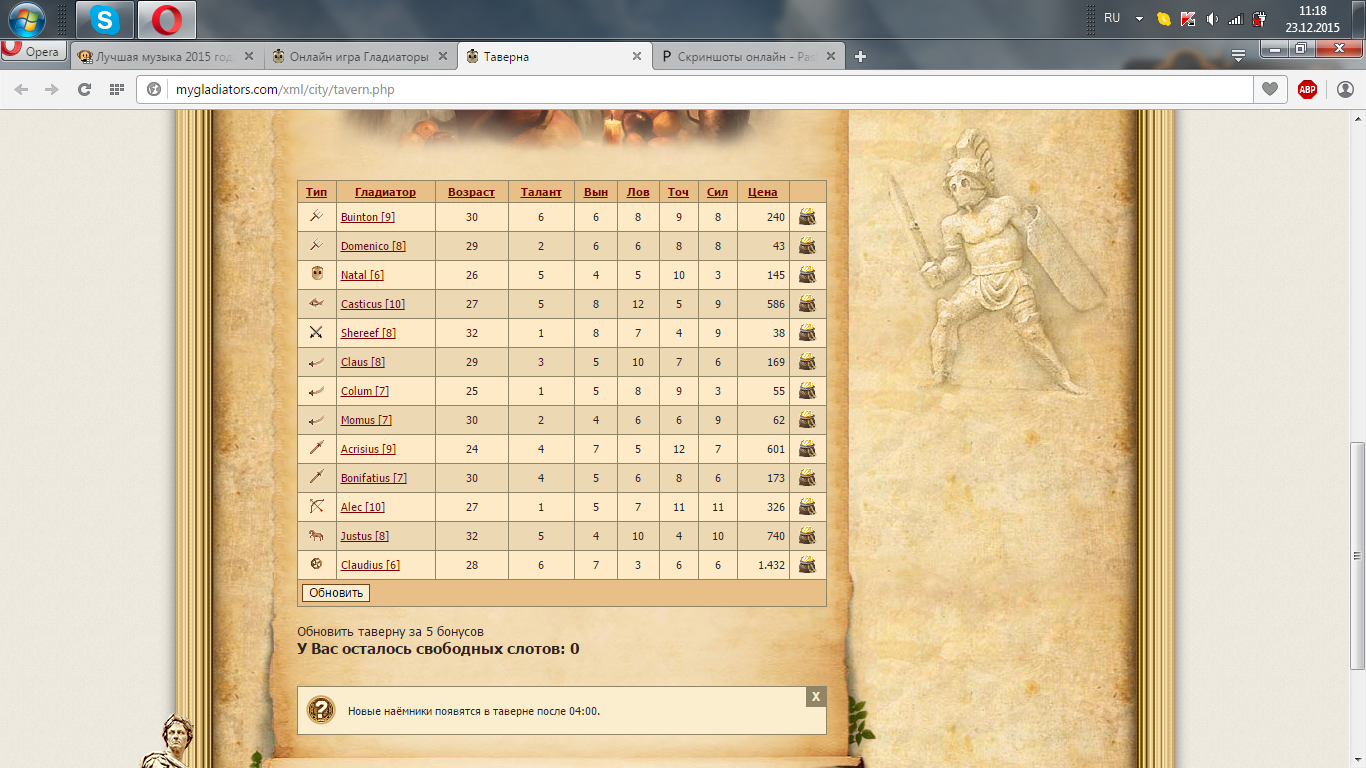 RU
11:18
23.12.2015
Opera
Лучшая музыка 2015 год
Онлайн игра Гладиаторы
Таверна
Скриншоты онлайн - Pas
mygladiators.com/xml/city/tavern.php
ABP
Тип Гладиатор Возраст Талант Вын Лов Точ Сил Цена
Buinton [9] 30 6 6 8 9 8 240
Domenico [8] 29 2 6 6 8 8 43
Natal [6] 26 5 4 5 10 3 145
Casticus [10] 27 5 8 12 5 9 586
Shereef [8] 32 1 8 7 4 9 38
Claus [8] 29 3 5 10 7 6 169
Colum [7] 25 1 5 8 9 3 55
Momus [7] 30 2 4 6 6 9 62
Acrisius [9] 24 4 7 5 12 7 601
Bonifatius [7] 30 4 5 6 8 6 173
Alec [10] 27 1 5 7 11 11 326
Justus [8] 32 5 4 10 4 10 740
Claudius [6] 28 6 7 3 6 6 1.432
Обновить
Обновить таверну за 5 бонусов
У Вас осталось свободных слотов: 0
X
Новые наёмники появятся в таверне после 04:00.